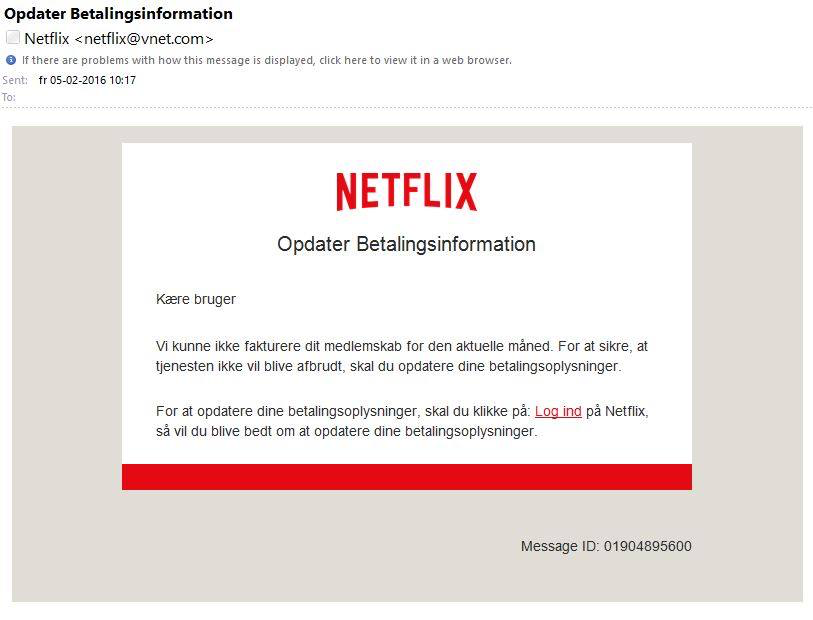 Opdater Betalingsinformation
Netflix <netflix@vnet.com>
If there are problems with how this message is displayed, click here to view it in a web browser.
Sent: fr 05-02-2016 10:17
To:
NETFLIX
Opdater Betalingsinformation
Kære bruger
Vi kunne ikke fakturere dit medlemskab for den aktuelle måned. For at sikre, at
tjenesten ikke vil blive afbrudt, skal du opdatere dine betalingsoplysninger.
For at opdatere dine betalingsoplysninger, skal du klikke på: Log ind på Netflix,
så vil du blive bedt om at opdatere dine betalingsoplysninger.
Message ID: 01904895600